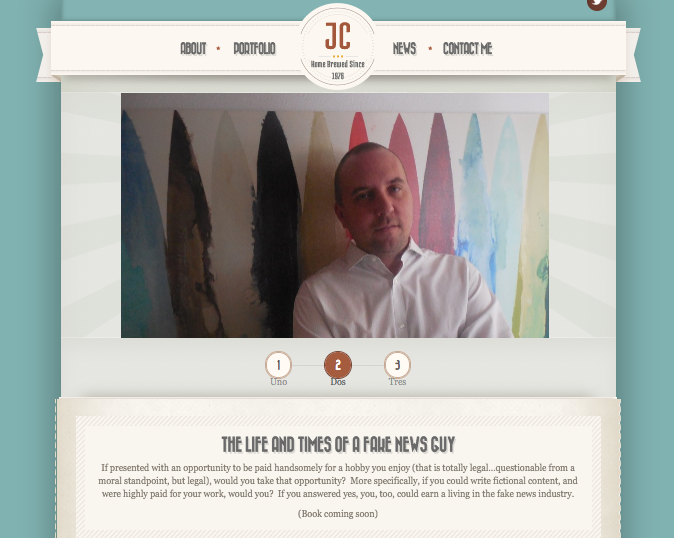 ABOUT
PORTFOLIO
JC
Home Brewed Since
1976
NEWS
CONTACT ME
1
2
3
Uno
Dos
Tres
THE LIFE AND TIMES OF A FAKE NEWS GUY
If presented with an opportunity to be paid handsomely for a hobby you enjoy (that is totally legal...questionable from a
moral standpoint, but legal), would you take that opportunity?  More specifically, if you could write fictional content, and
were highly paid for your work, would you?  If you answered yes, you, too, could earn a living in the fake news industry.
(Book coming soon)